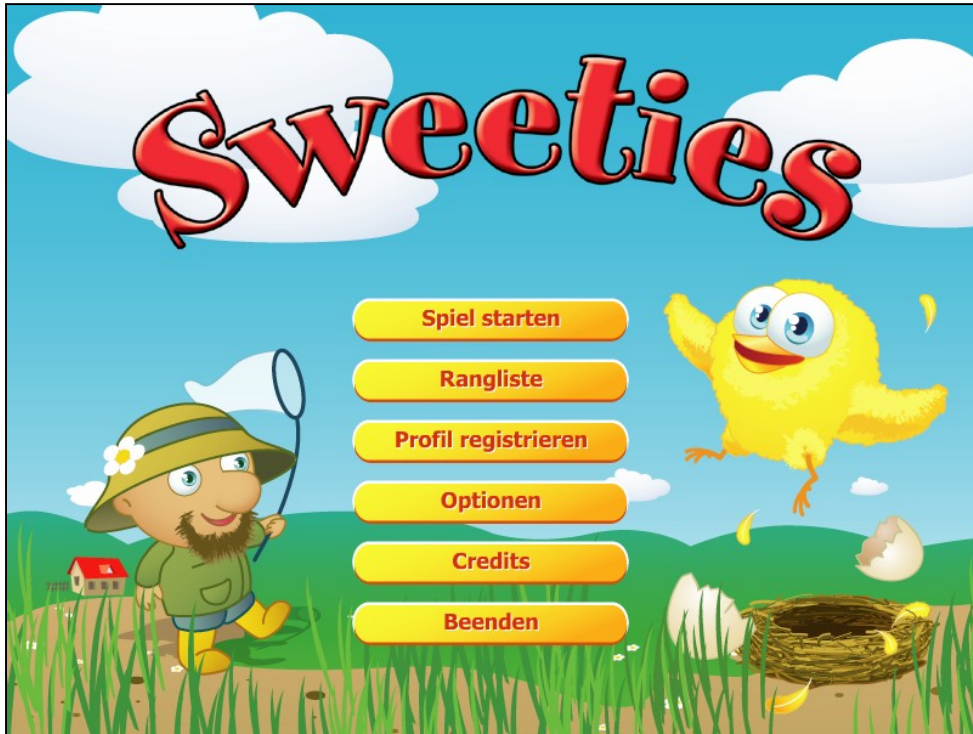 Sweeties
Spiel starten
Rangliste
Profil registrieren
Optionen
Credits
Beenden